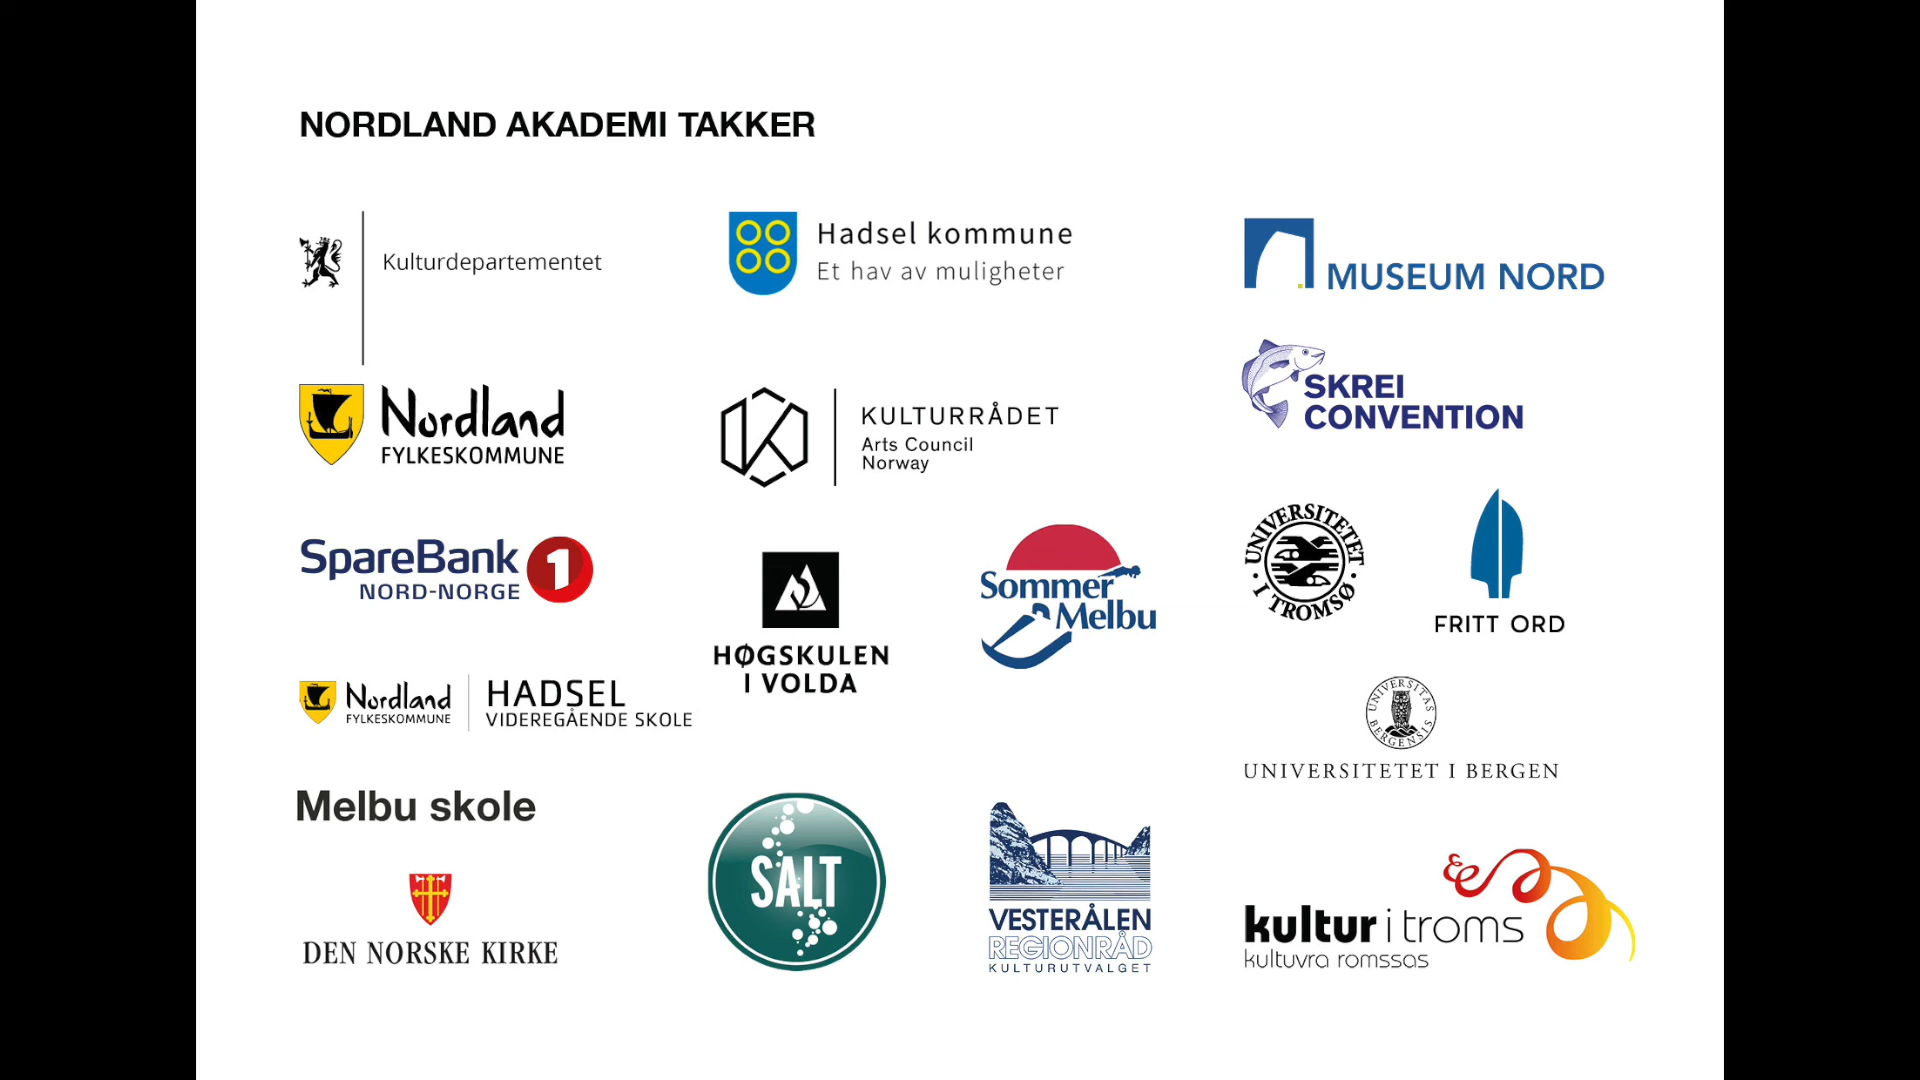 NORDLAND AKADEMI TAKKER
Kulturdepartementet
Hadsel kommune
Et hav av muligheter
MUSEUM NORD
Nordland
FYLKESKOMMUNE
KULTURRÅDET
Arts Council
Norway
SKREI
CONVENTION
SpareBank 1
NORD-NORGE
HØGSKULEN
I VOLDA
Sommer
Melbu
UNIVERSITETET
I TROMSØ
FRITT ORD
Nordland
FYLKESKOMMUNE
HADSEL
VIDEREGÅENDE SKOLE
UNIVERSITAS
BERGENSIS
UNIVERSITETET I BERGEN
Melbu skole
DEN NORSKE KIRKE
SALT
VESTERÅLEN
REGIONRÅD
KULTURUTVALGET
kultur i troms
kultuvra romssas